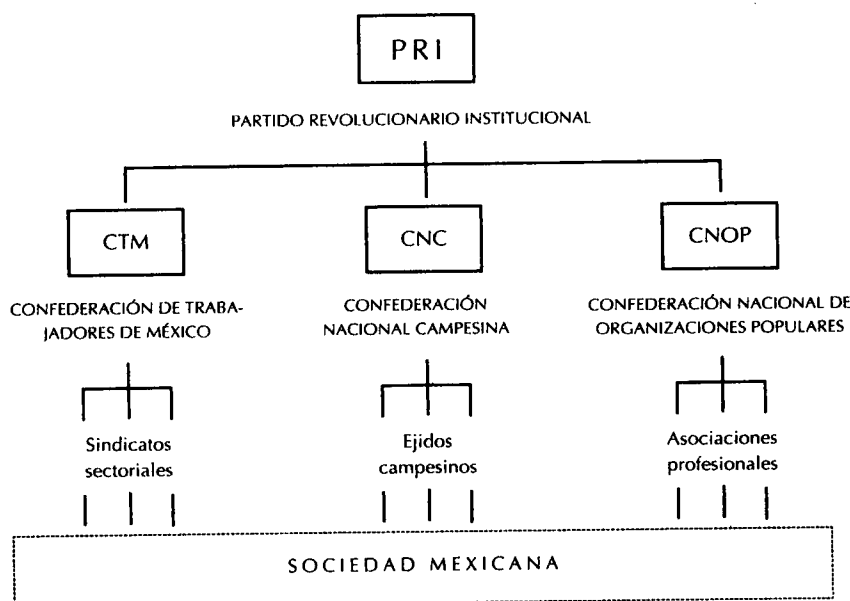 PRI
PARTIDO REVOLUCIONARIO INSTITUCIONAL
CTM
CNC
CNOP
CONFEDERACIÓN DE TRABA-
JADORES DE MÉXICO
CONFEDERACIÓN
NACIONAL CAMPESINA
CONFEDERACIÓN NACIONAL DE
ORGANIZACIONES POPULARES
Sindicatos
sectoriales
Ejidos
campesinos
Asociaciones
profesionales
SOCIEDAD MEXICANA